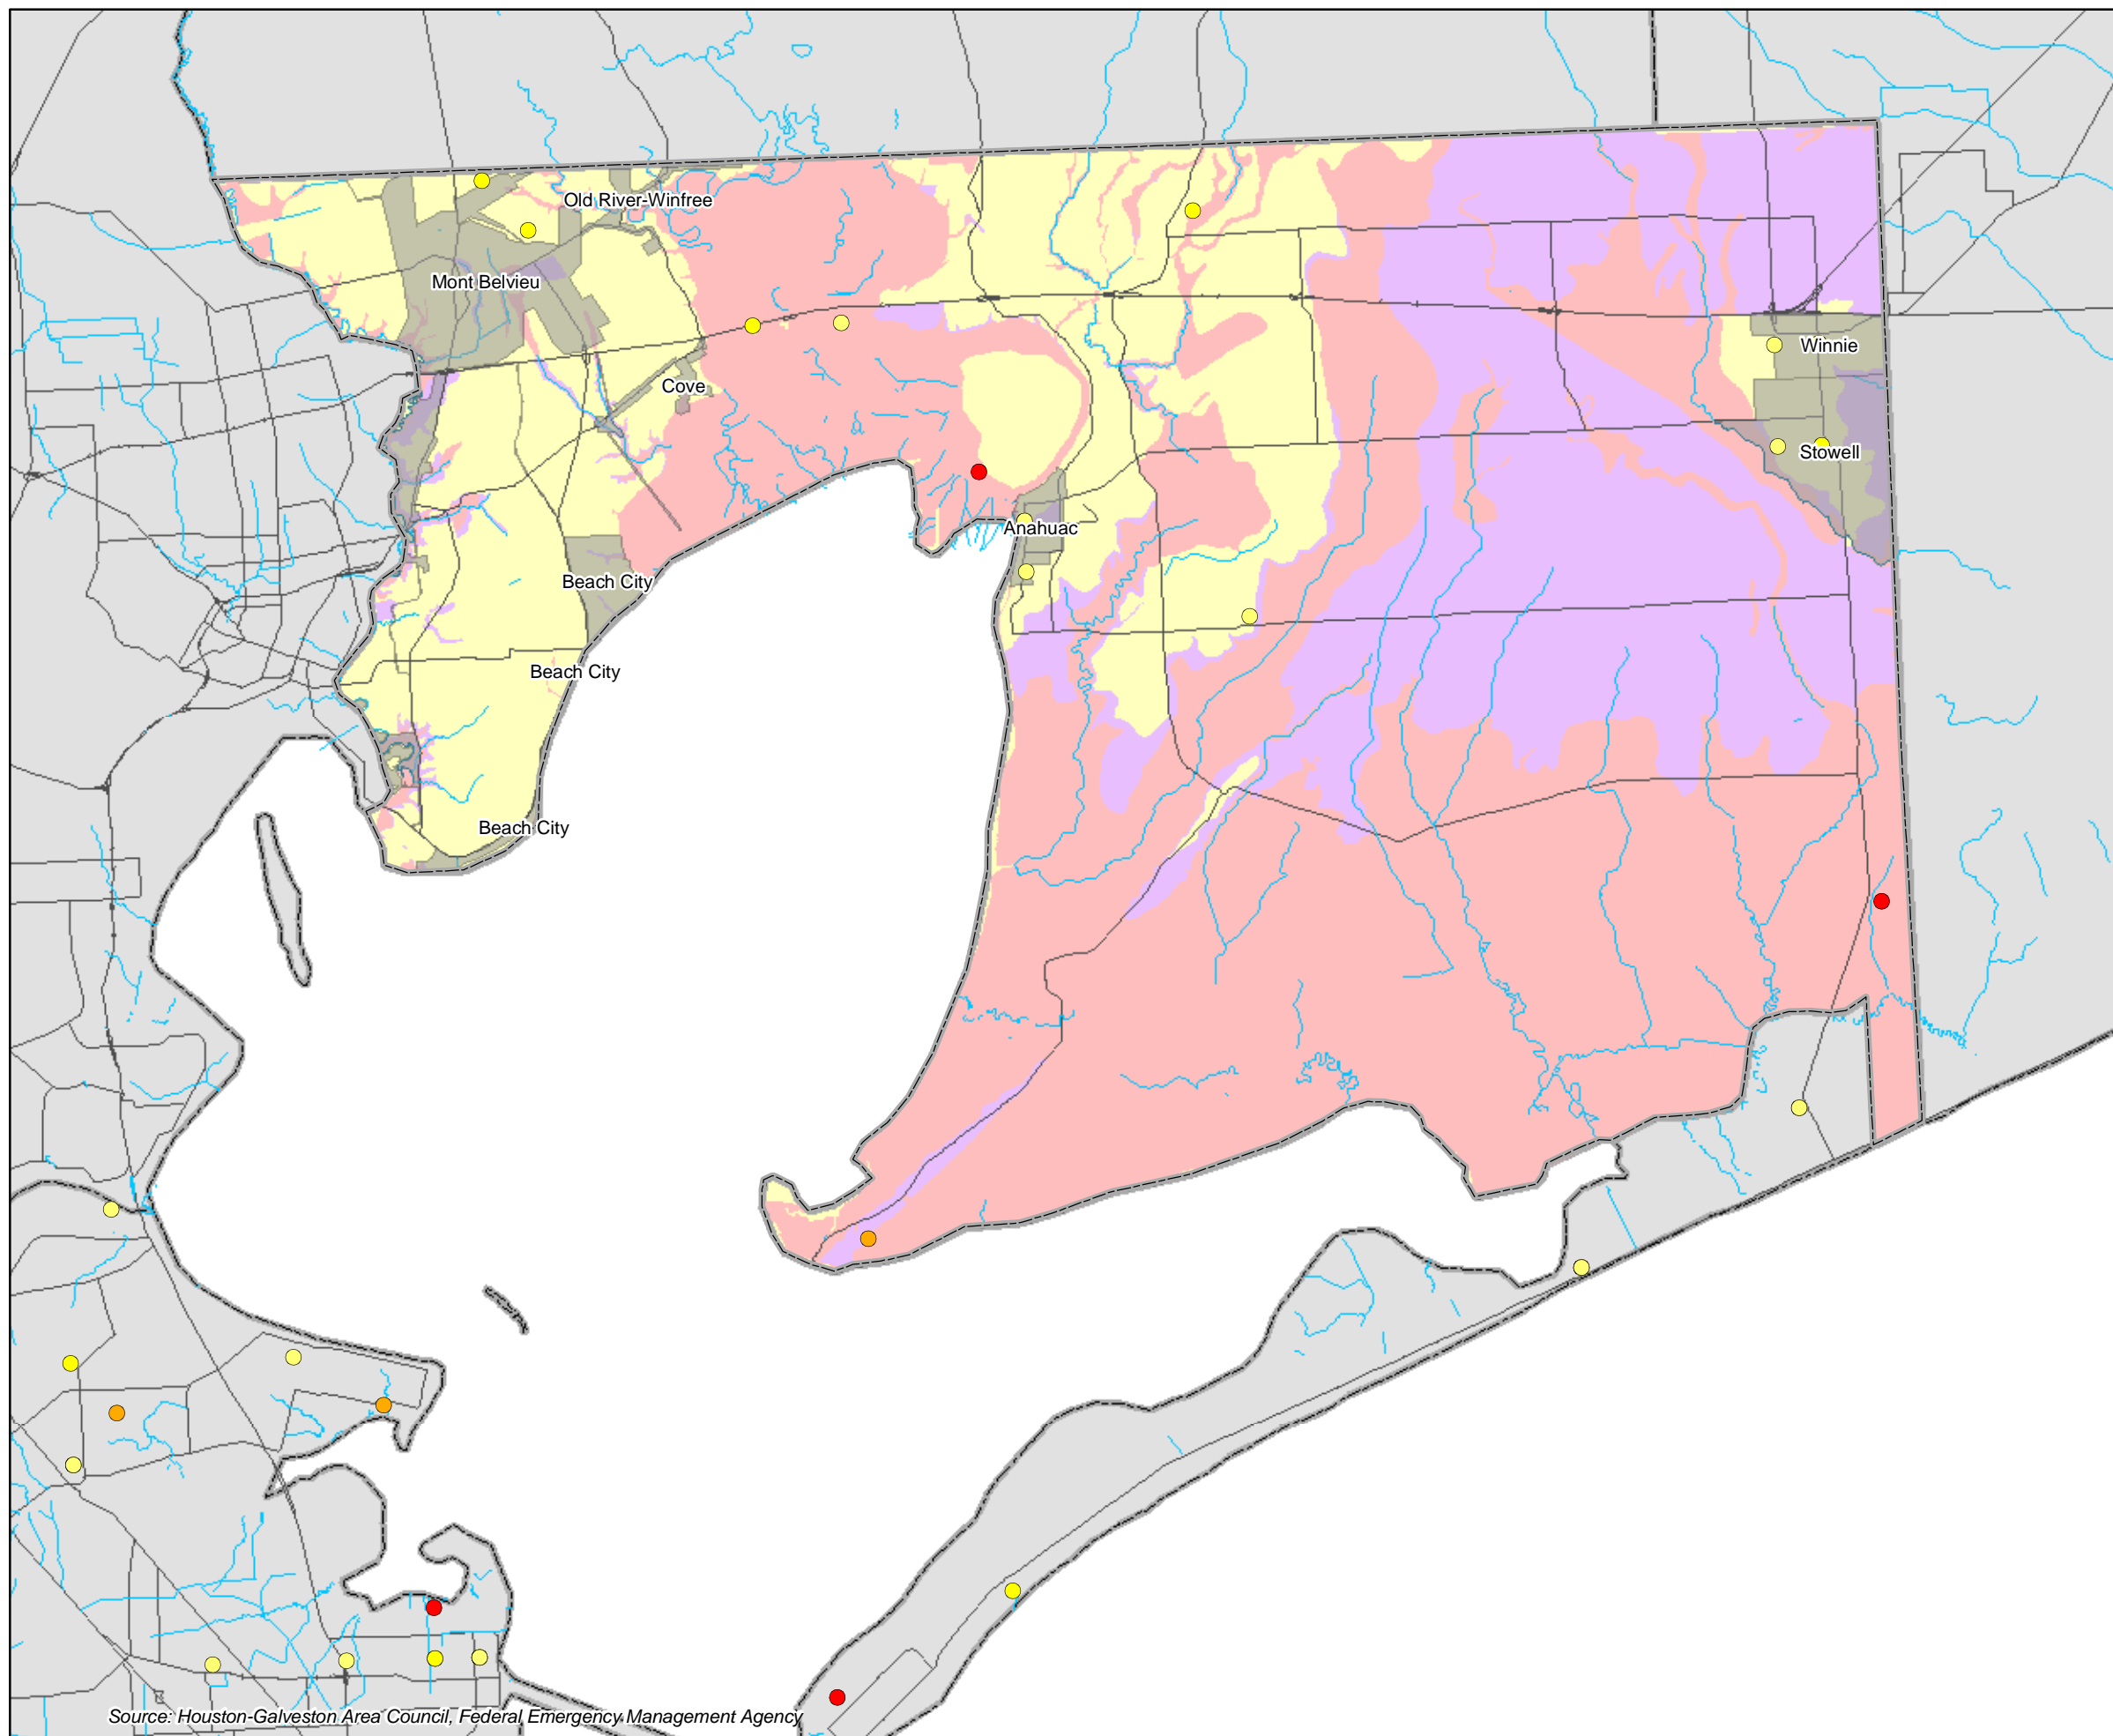 Old River-Winfree
Mont Belvieu
Winnie
Cove
Stowell
Anahuac
Beach City
Beach City
Beach City
Source: Houston-Galveston Area Council, Federal Emergency Management Agency